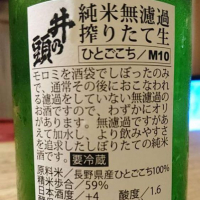 井の頭
純米無濾過
搾りたて生
ひとごこち/M10
モロミを酒袋でしぼったのみ
で、通常その後におこなわ
れる濾過をしていない無濾過
のお酒ですので、わずかにオリ
があります。無濾過ですが
あえて加水し、より飲みやすさ
を追求したしぼりたての純米
酒です。
要冷蔵
原料米/長野県産ひとごこち100%
精米歩合/59%
日本酒度/+4 酸度/1.6